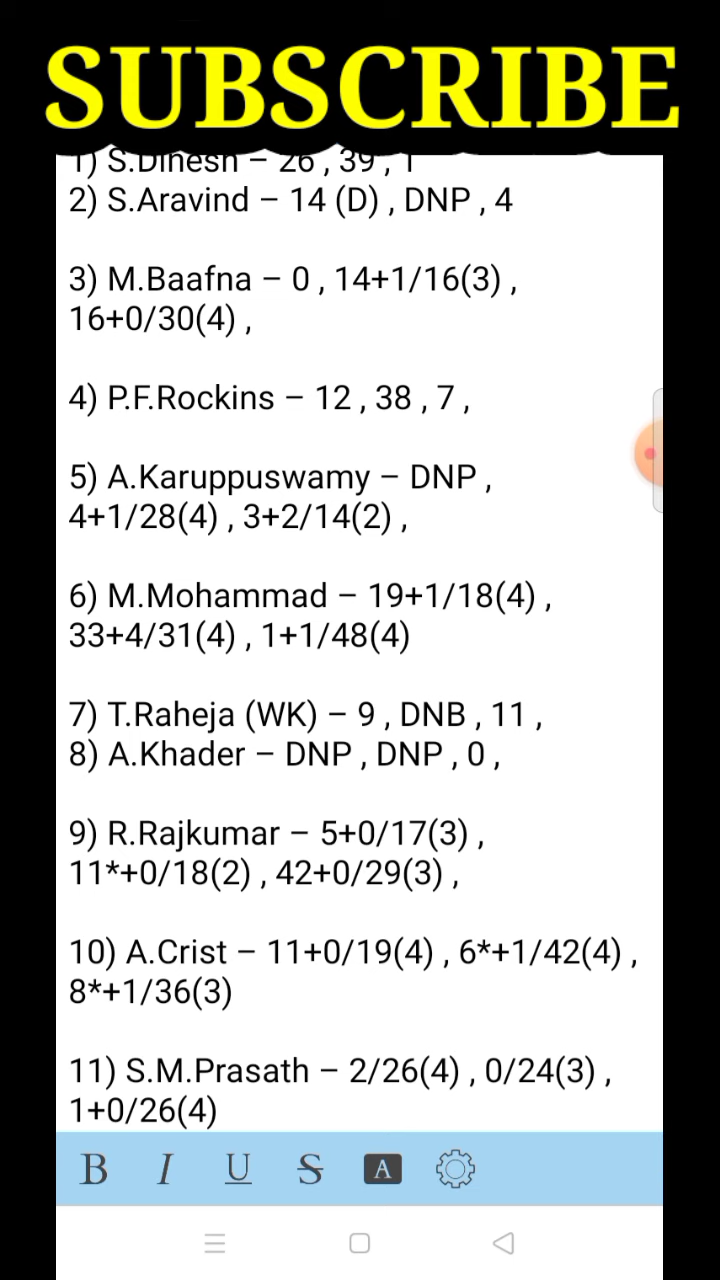 SUBSCRIBE
1) S.Dinesh – 26 , 39 , 1
2) S.Aravind – 14 (D) , DNP , 4
3) M.Baafna – 0 , 14+1/16(3) ,
16+0/30(4) ,
4) P.F.Rockins – 12 , 38 , 7 ,
5) A.Karuppuswamy – DNP ,
4+1/28(4) , 3+2/14(2) ,
6) M.Mohammad – 19+1/18(4) ,
33+4/31(4) , 1+1/48(4)
7) T.Raheja (WK) – 9 , DNB , 11 ,
8) A.Khader – DNP , DNP , 0 ,
9) R.Rajkumar – 5+0/17(3) ,
11*+0/18(2) , 42+0/29(3) ,
10) A.Crist – 11+0/19(4) , 6*+1/42(4) ,
8*+1/36(3)
11) S.M.Prasath – 2/26(4) , 0/24(3) ,
1+0/26(4)
B I U S A